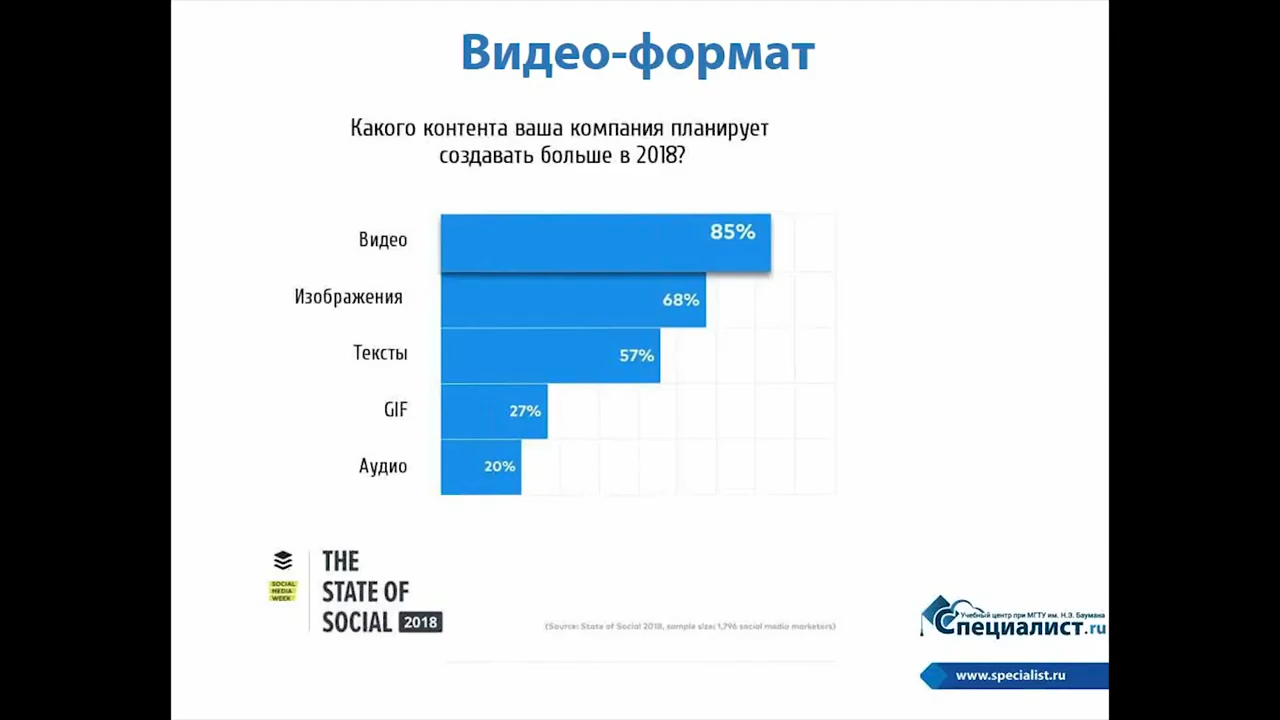 Видео-формат
Какого контента ваша компания планирует
создавать больше в 2018?
Видео
85%
Изображения
68%
Тексты
57%
GIF
27%
Аудио
20%
SOCIAL
MEDIA
WEEK
THE
STATE OF
SOCIAL 2018
(Source: State of Social 2018, sample size: 1,796 social media marketers)
Учебный центр при МГТУ им. Н.Э. Баумана
Специалист.ru
www.specialist.ru